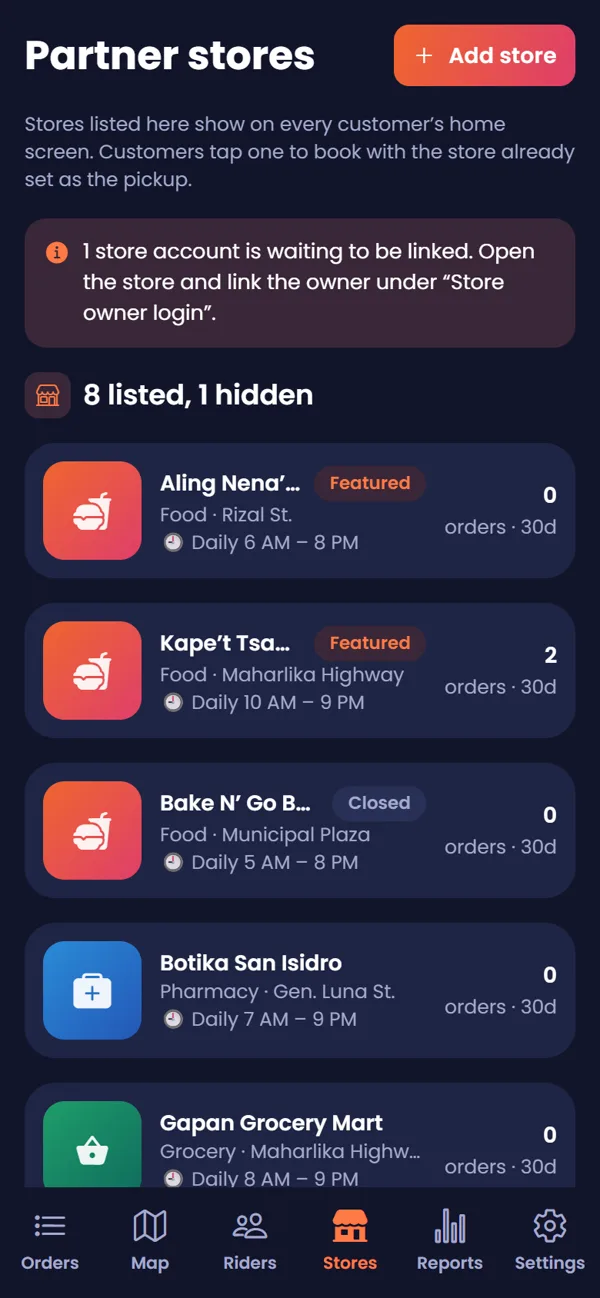 Partner stores
+ Add store
Stores listed here show on every customer’s home
screen. Customers tap one to book with the store already
set as the pickup.
1 store account is waiting to be linked. Open
the store and link the owner under “Store
owner login”.
8 listed, 1 hidden
Aling Nena’... Featured
Food · Rizal St.
Daily 6 AM – 8 PM
0
orders · 30d
Kape’t Tsa... Featured
Food · Maharlika Highway
Daily 10 AM – 9 PM
2
orders · 30d
Bake N’ Go B... Closed
Food · Municipal Plaza
Daily 5 AM – 8 PM
0
orders · 30d
Botika San Isidro
Pharmacy · Gen. Luna St.
Daily 7 AM – 9 PM
0
orders · 30d
Gapan Grocery Mart
Grocery · Maharlika Highw...
Daily 8 AM – 9 PM
0
orders · 30d
Orders Map Riders Stores Reports Settings